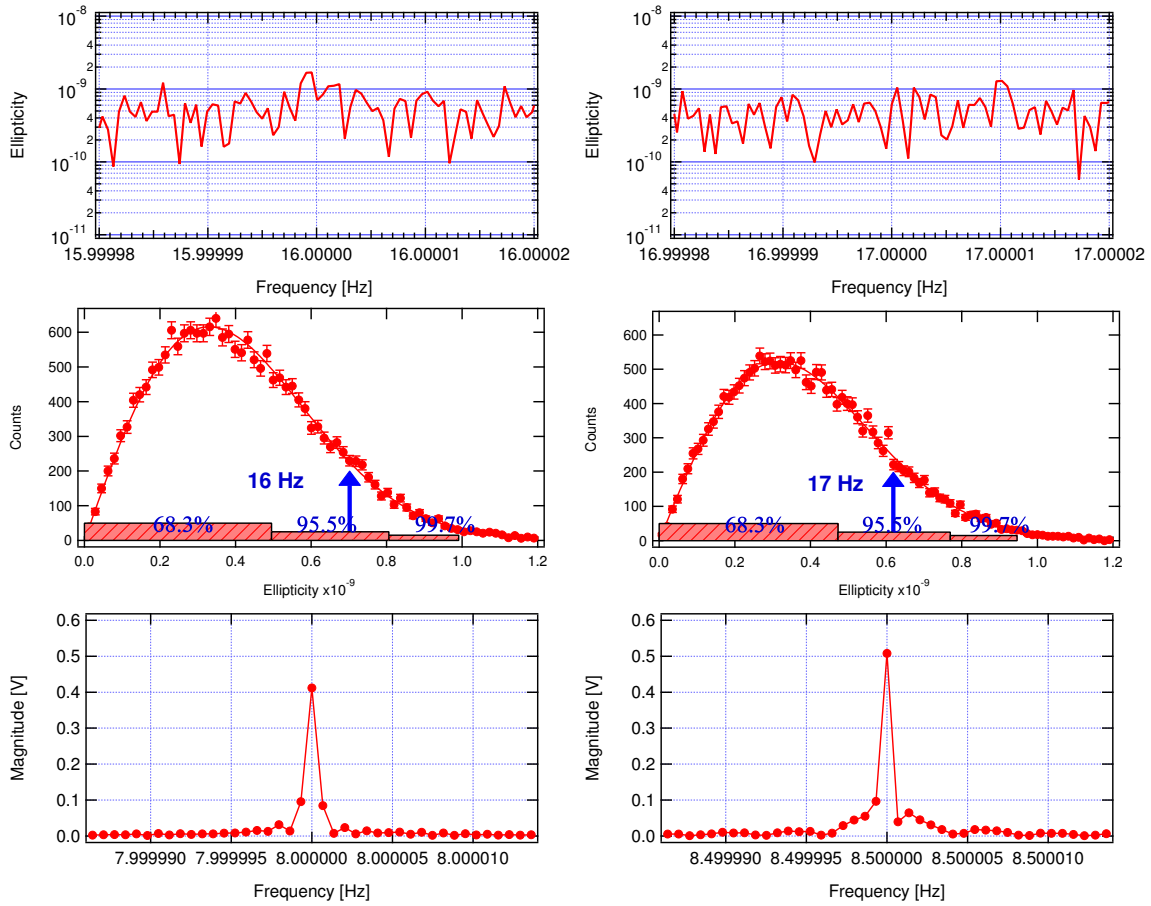 Ellipticity
10^-8
4
2
10^-9
4
2
10^-10
4
2
10^-11
15.99998 15.99999 16.00000 16.00001 16.00002
Frequency [Hz]
Ellipticity
10^-8
4
2
10^-9
4
2
10^-10
4
2
10^-11
16.99998 16.99999 17.00000 17.00001 17.00002
Frequency [Hz]
Counts
600
500
400
300
200
100
0
16 Hz
68.3% 95.5% 99.7%
0.0 0.2 0.4 0.6 0.8 1.0 1.2
Ellipticity x10^-9
Counts
600
500
400
300
200
100
0
17 Hz
68.3% 95.5% 99.7%
0.0 0.2 0.4 0.6 0.8 1.0 1.2
Ellipticity x10^-9
Magnitude [V]
0.6
0.5
0.4
0.3
0.2
0.1
0.0
7.999990 7.999995 8.000000 8.000005 8.000010
Frequency [Hz]
Magnitude [V]
0.6
0.5
0.4
0.3
0.2
0.1
0.0
8.499990 8.499995 8.500000 8.500005 8.500010
Frequency [Hz]